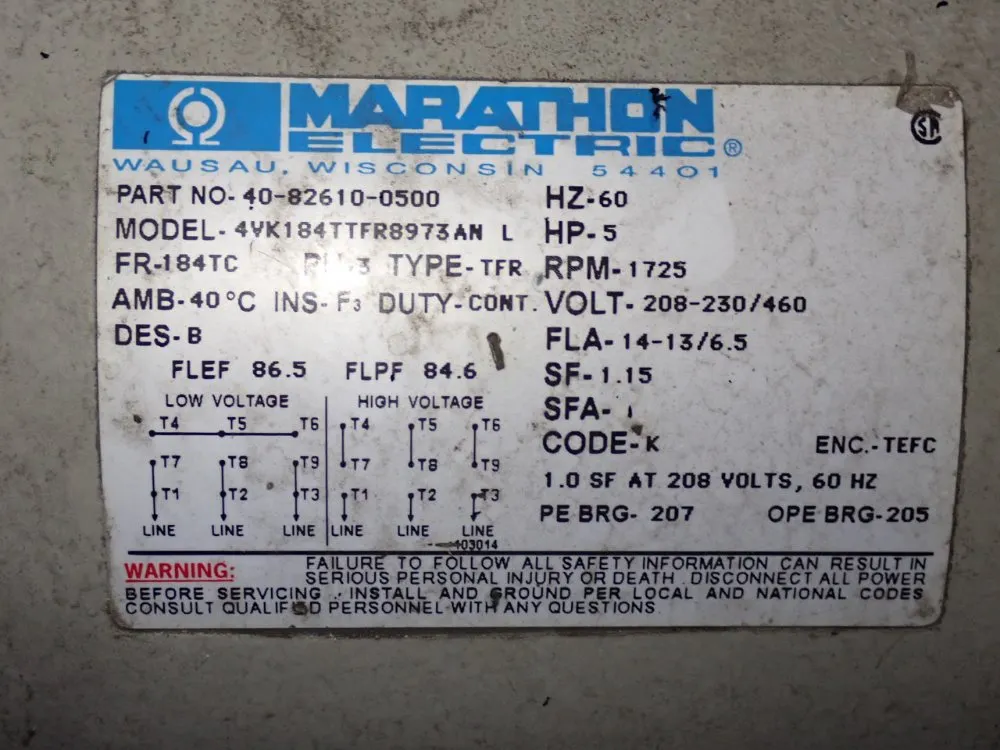 MARATHON
ELECTRIC®
WAUSAU, WISCONSIN 54401
PART NO- 40-82610-0500 HZ-60
MODEL- 4VK184TTFR8973AN L HP-5
FR-184TC PH-3 TYPE-TFR RPM-1725
AMB-40°C INS-F3 DUTY-CONT. VOLT-208-230/460
DES-B FLA-14-13/6.5
FLEF 86.5 FLPF 84.6 SF-1.15
LOW VOLTAGE HIGH VOLTAGE SFA-
T4 T5 T6 T4 T5 T6
CODE-K ENC.-TEFC
T7 T8 T9 T7 T8 T9
1.0 SF AT 208 VOLTS, 60 HZ
T1 T2 T3 T1 T2 T3
PE BRG- 207 OPE BRG-205
LINE LINE LINE LINE LINE LINE
103014
WARNING: FAILURE TO FOLLOW ALL SAFETY INFORMATION CAN RESULT IN
SERIOUS PERSONAL INJURY OR DEATH . DISCONNECT ALL POWER
BEFORE SERVICING . INSTALL AND GROUND PER LOCAL AND NATIONAL CODES
CONSULT QUALIFIED PERSONNEL WITH ANY QUESTIONS.